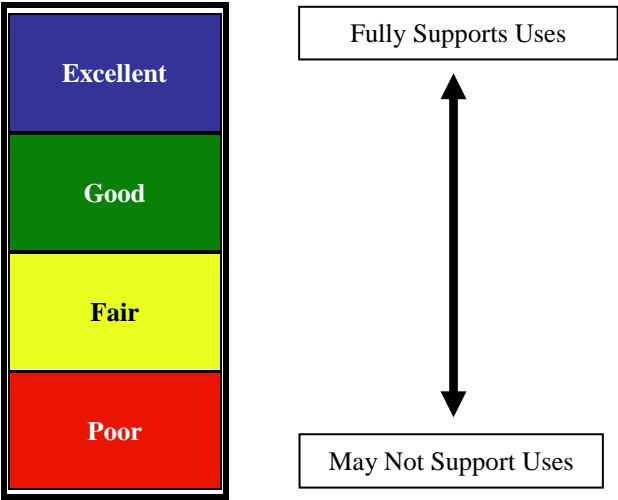 Fully Supports Uses
Excellent
Good
Fair
Poor
May Not Support Uses